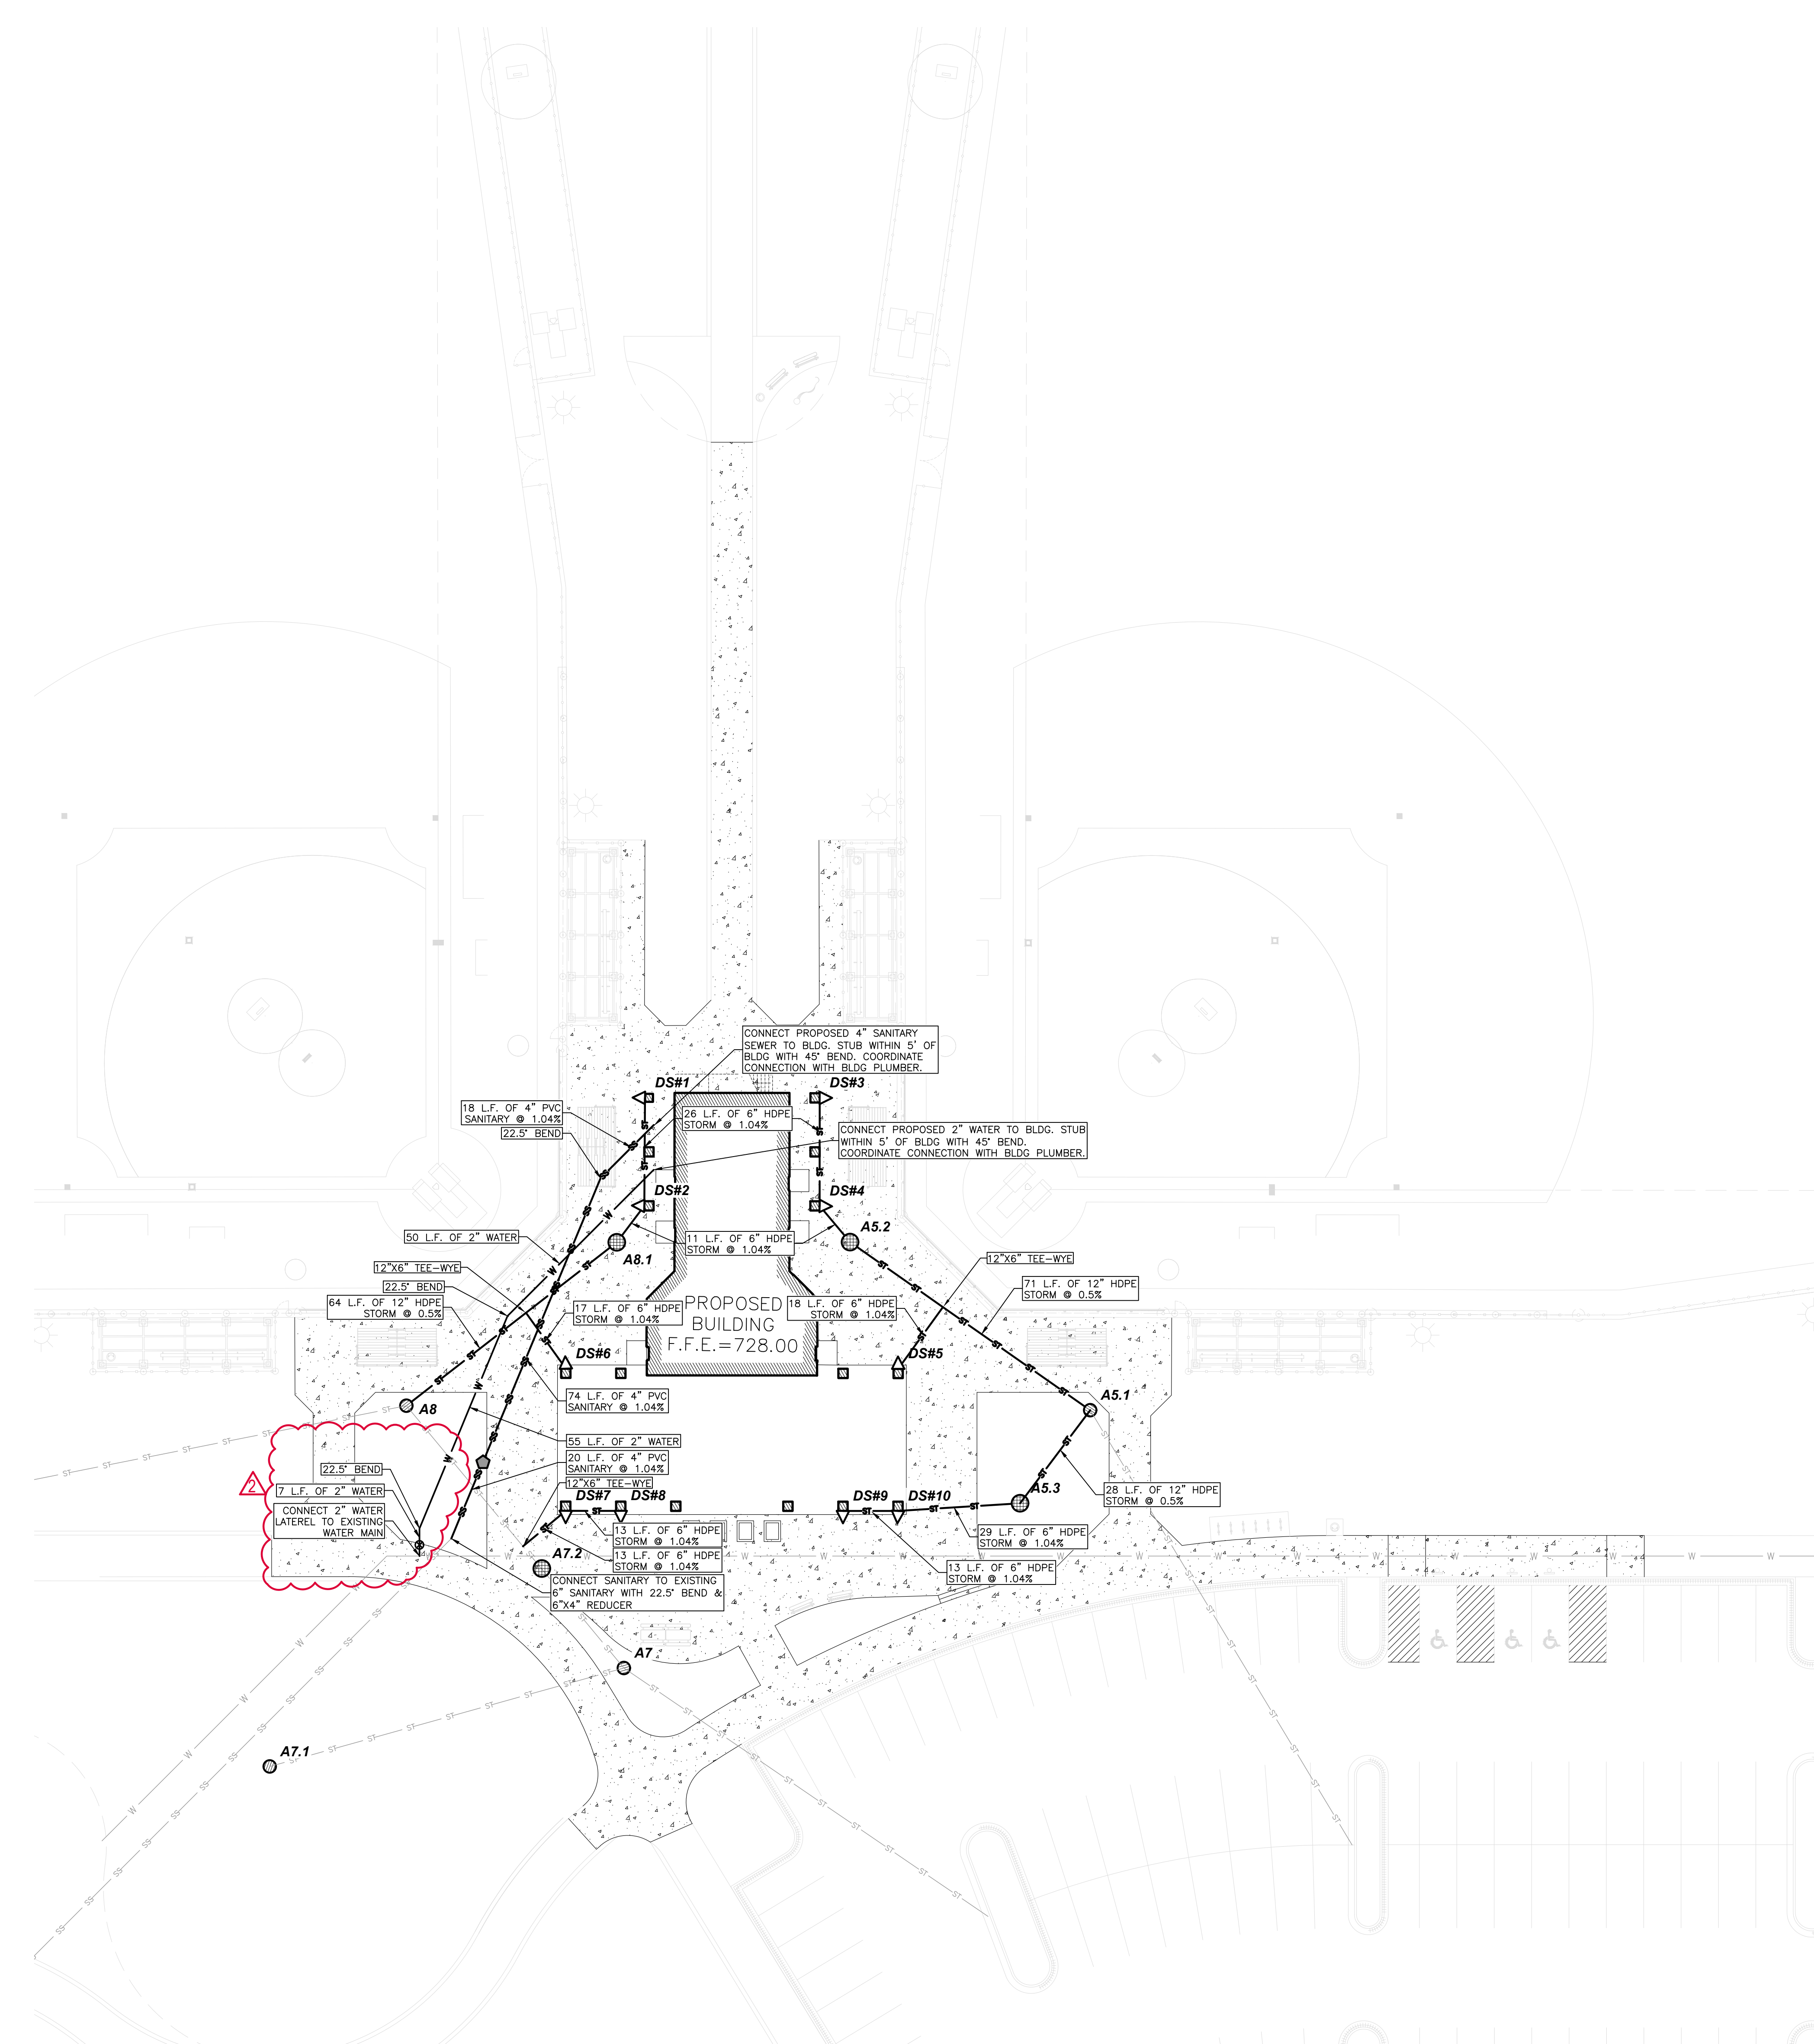 CONNECT PROPOSED 4" SANITARY
SEWER TO BLDG. STUB WITHIN 5' OF
BLDG WITH 45° BEND. COORDINATE
CONNECTION WITH BLDG PLUMBER.
DS#1
DS#3
18 L.F. OF 4" PVC
SANITARY @ 1.04%
26 L.F. OF 6" HDPE
STORM @ 1.04%
22.5° BEND
CONNECT PROPOSED 2" WATER TO BLDG. STUB
WITHIN 5' OF BLDG WITH 45° BEND.
COORDINATE CONNECTION WITH BLDG PLUMBER.
DS#2
DS#4
A5.2
50 L.F. OF 2" WATER
11 L.F. OF 6" HDPE
STORM @ 1.04%
A8.1
12"X6" TEE-WYE
12"X6" TEE-WYE
22.5° BEND
71 L.F. OF 12" HDPE
STORM @ 0.5%
64 L.F. OF 12" HDPE
STORM @ 0.5%
17 L.F. OF 6" HDPE
STORM @ 1.04%
PROPOSED
BUILDING
F.F.E.=728.00
18 L.F. OF 6" HDPE
STORM @ 1.04%
DS#6
DS#5
74 L.F. OF 4" PVC
SANITARY @ 1.04%
A8
A5.1
55 L.F. OF 2" WATER
20 L.F. OF 4" PVC
SANITARY @ 1.04%
22.5° BEND
2
7 L.F. OF 2" WATER
12"X6" TEE-WYE
DS#7
DS#8
DS#9
DS#10
A5.3
28 L.F. OF 12" HDPE
STORM @ 0.5%
CONNECT 2" WATER
LATEREL TO EXISTING
WATER MAIN
13 L.F. OF 6" HDPE
STORM @ 1.04%
29 L.F. OF 6" HDPE
STORM @ 1.04%
13 L.F. OF 6" HDPE
STORM @ 1.04%
A7.2
13 L.F. OF 6" HDPE
STORM @ 1.04%
CONNECT SANITARY TO EXISTING
6" SANITARY WITH 22.5° BEND &
6"X4" REDUCER
A7
A7.1
ST
SS
W